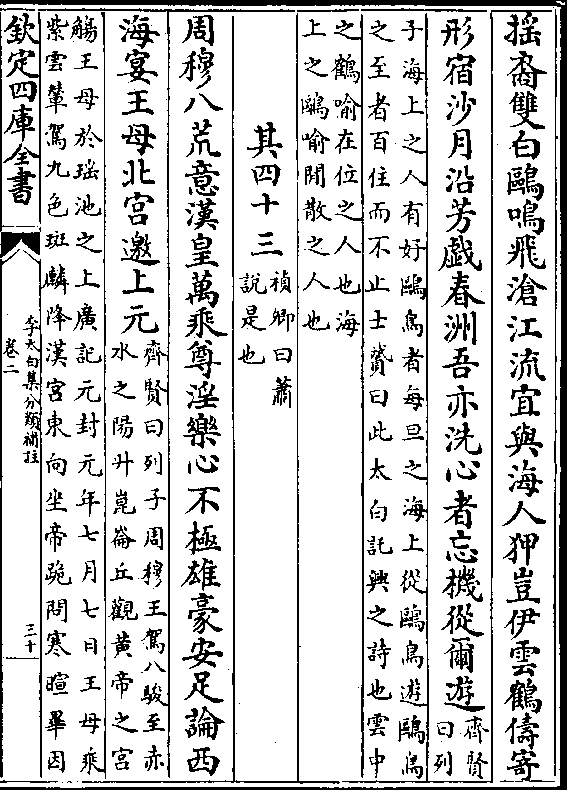 搖裔雙白鷗鳴飛滄江流宜與海人狎豈伊雲鶴儔寄
形宿沙月沿芳戯春洲吾亦洗心者忘機從爾遊
齊賢
曰列
子海上之人有好鷗鳥者每旦之海上從鷗鳥遊鷗鳥
之至者百住而不止士贇曰此太白託興之詩也雲中
之鶴喻在位之人也海
上之鷗喻閒散之人也
其四十三
禎卿曰蕭
說是也
周穆八荒意漢皇萬乘尊淫樂心不極雄豪安足論西
海宴王母北宫邀上元
齊賢曰列子周穆王駕八駿至赤
水之陽升崑崙丘觀黄帝之宫
觴王母於瑶池之上廣記元封元年七月七日王母乘
紫雲輦駕九色斑麟降漢宫東向坐帝跪問寒暄畢因
欽定四庫全書
李太白集分類補註
卷二
三十